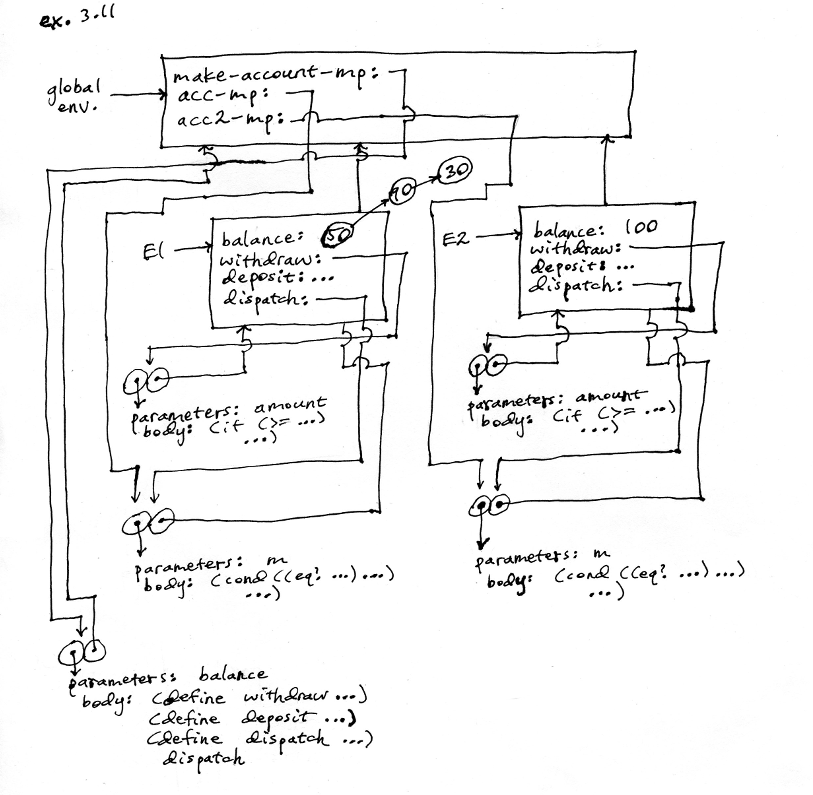 ex. 3.11
global
env.
make-account-mp:
acc-mp:
acc2-mp:
E1
balance: 50 90 30
withdraw:
deposit: ...
dispatch:
E2
balance: 100
withdraw:
deposit: ...
dispatch:
parameters: amount
body: (if (>= ...)
...)
parameters: amount
body: (if (>= ...)
...)
parameters: m
body: (cond ((eq? ...) ...)
...)
parameters: m
body: (cond ((eq? ...) ...)
...)
parameters: balance
body: (define withdraw ...)
(define deposit ...)
(define dispatch ...)
dispatch